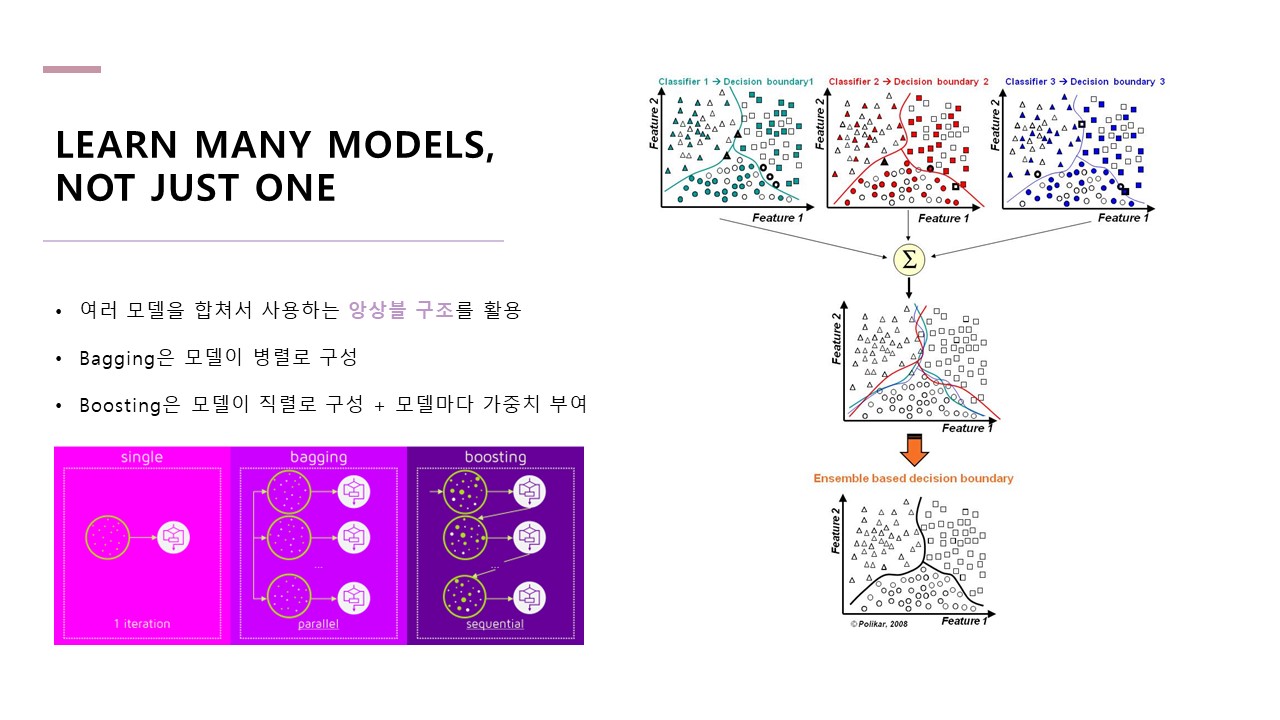 LEARN MANY MODELS,
NOT JUST ONE
• 여러 모델을 합쳐서 사용하는 앙상블 구조를 활용
• Bagging은 모델이 병렬로 구성
• Boosting은 모델이 직렬로 구성 + 모델마다 가중치 부여
single
1 iteration
bagging
...
parallel
boosting
...
sequential
Classifier 1 → Decision boundary1
Feature 2
Feature 1
Classifier 2 → Decision boundary 2
Feature 2
Feature 1
Classifier 3 → Decision boundary 3
Feature 2
Feature 1
Σ
Feature 2
Feature 1
Ensemble based decision boundary
Feature 2
Feature 1
© Polikar, 2008